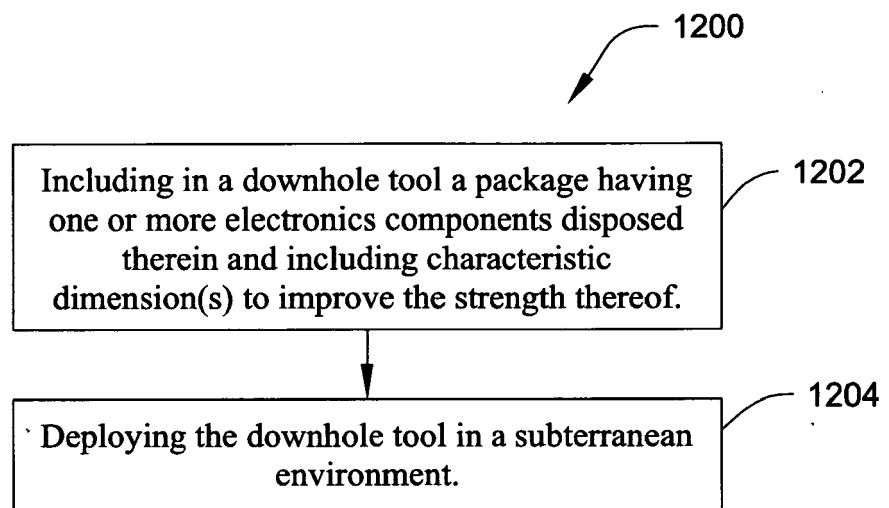 1200
Including in a downhole tool a package having
one or more electronics components disposed
therein and including characteristic
dimension(s) to improve the strength thereof.
1202
Deploying the downhole tool in a subterranean
environment.
1204